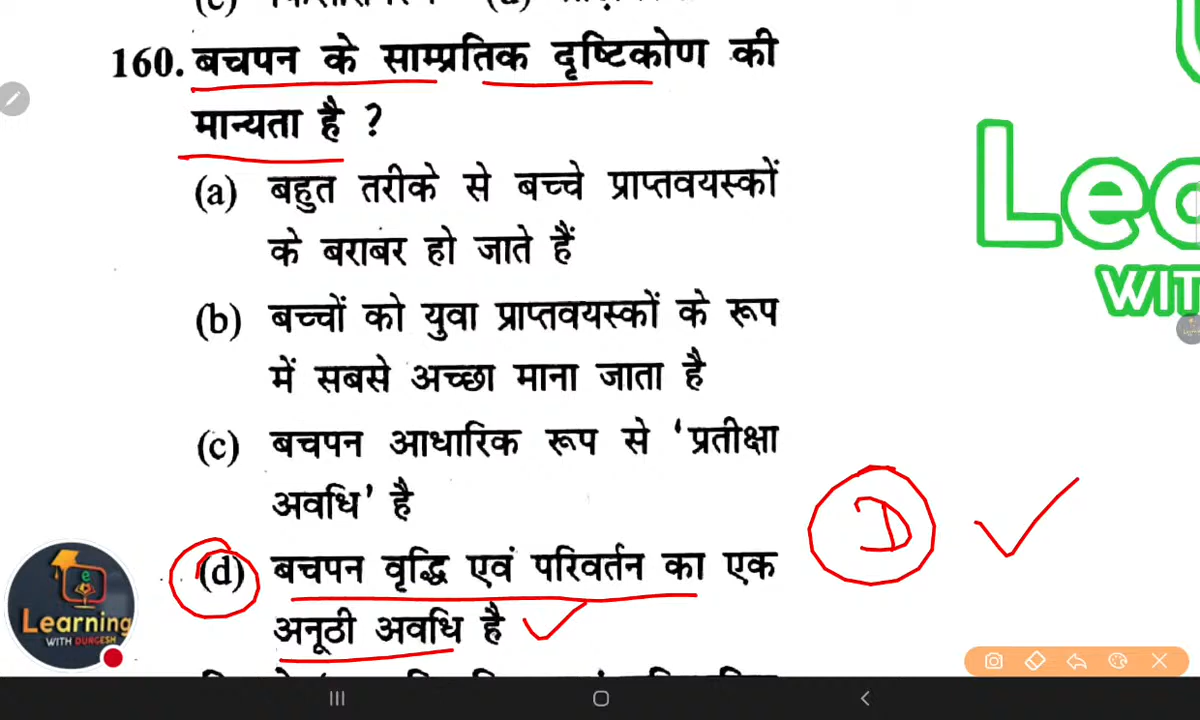 160. बचपन के साम्प्रतिक दृष्टिकोण की
मान्यता है ?
(a) बहुत तरीके से बच्चे प्राप्तवयस्कों
के बराबर हो जाते हैं
(b) बच्चों को युवा प्राप्तवयस्कों के रूप
में सबसे अच्छा माना जाता है
(c) बचपन आधारिक रूप से ‘प्रतीक्षा
अवधि’ है
(d) बचपन वृद्धि एवं परिवर्तन का एक
अनूठी अवधि है
D
Lea
WIT
e
Learning
WITH DURGESH